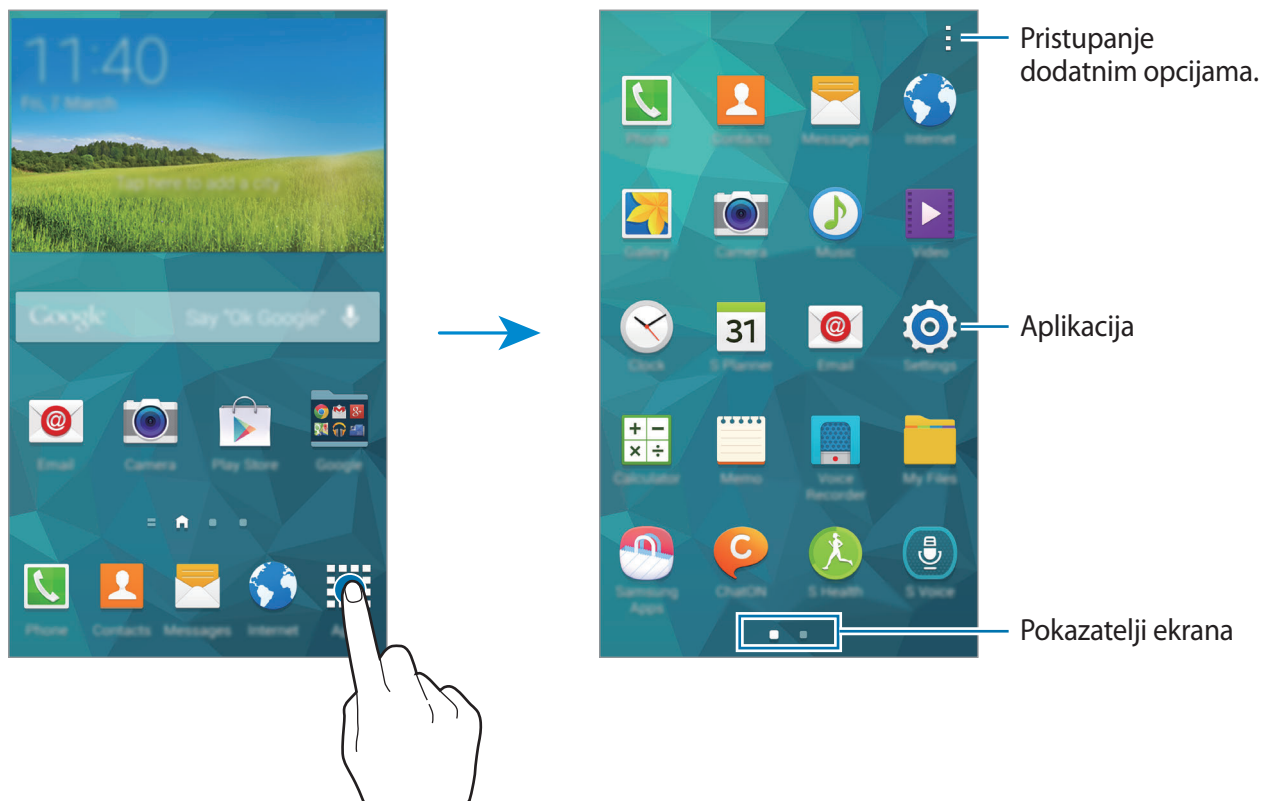 11:40
Fri, 7 March
Tap here to add a city
Google Say "Ok Google"
Email Camera Play Store Google
Phone Contacts Messages Internet
Pristupanje
dodatnim opcijama.
Phone Contacts Messages Internet
Gallery Camera Music Video
31
Clock S Planner Email Settings
Aplikacija
Calculator Memo Voice
Recorder My Files
Samsung
Apps ChatON S Health S Voice
Pokazatelji ekrana